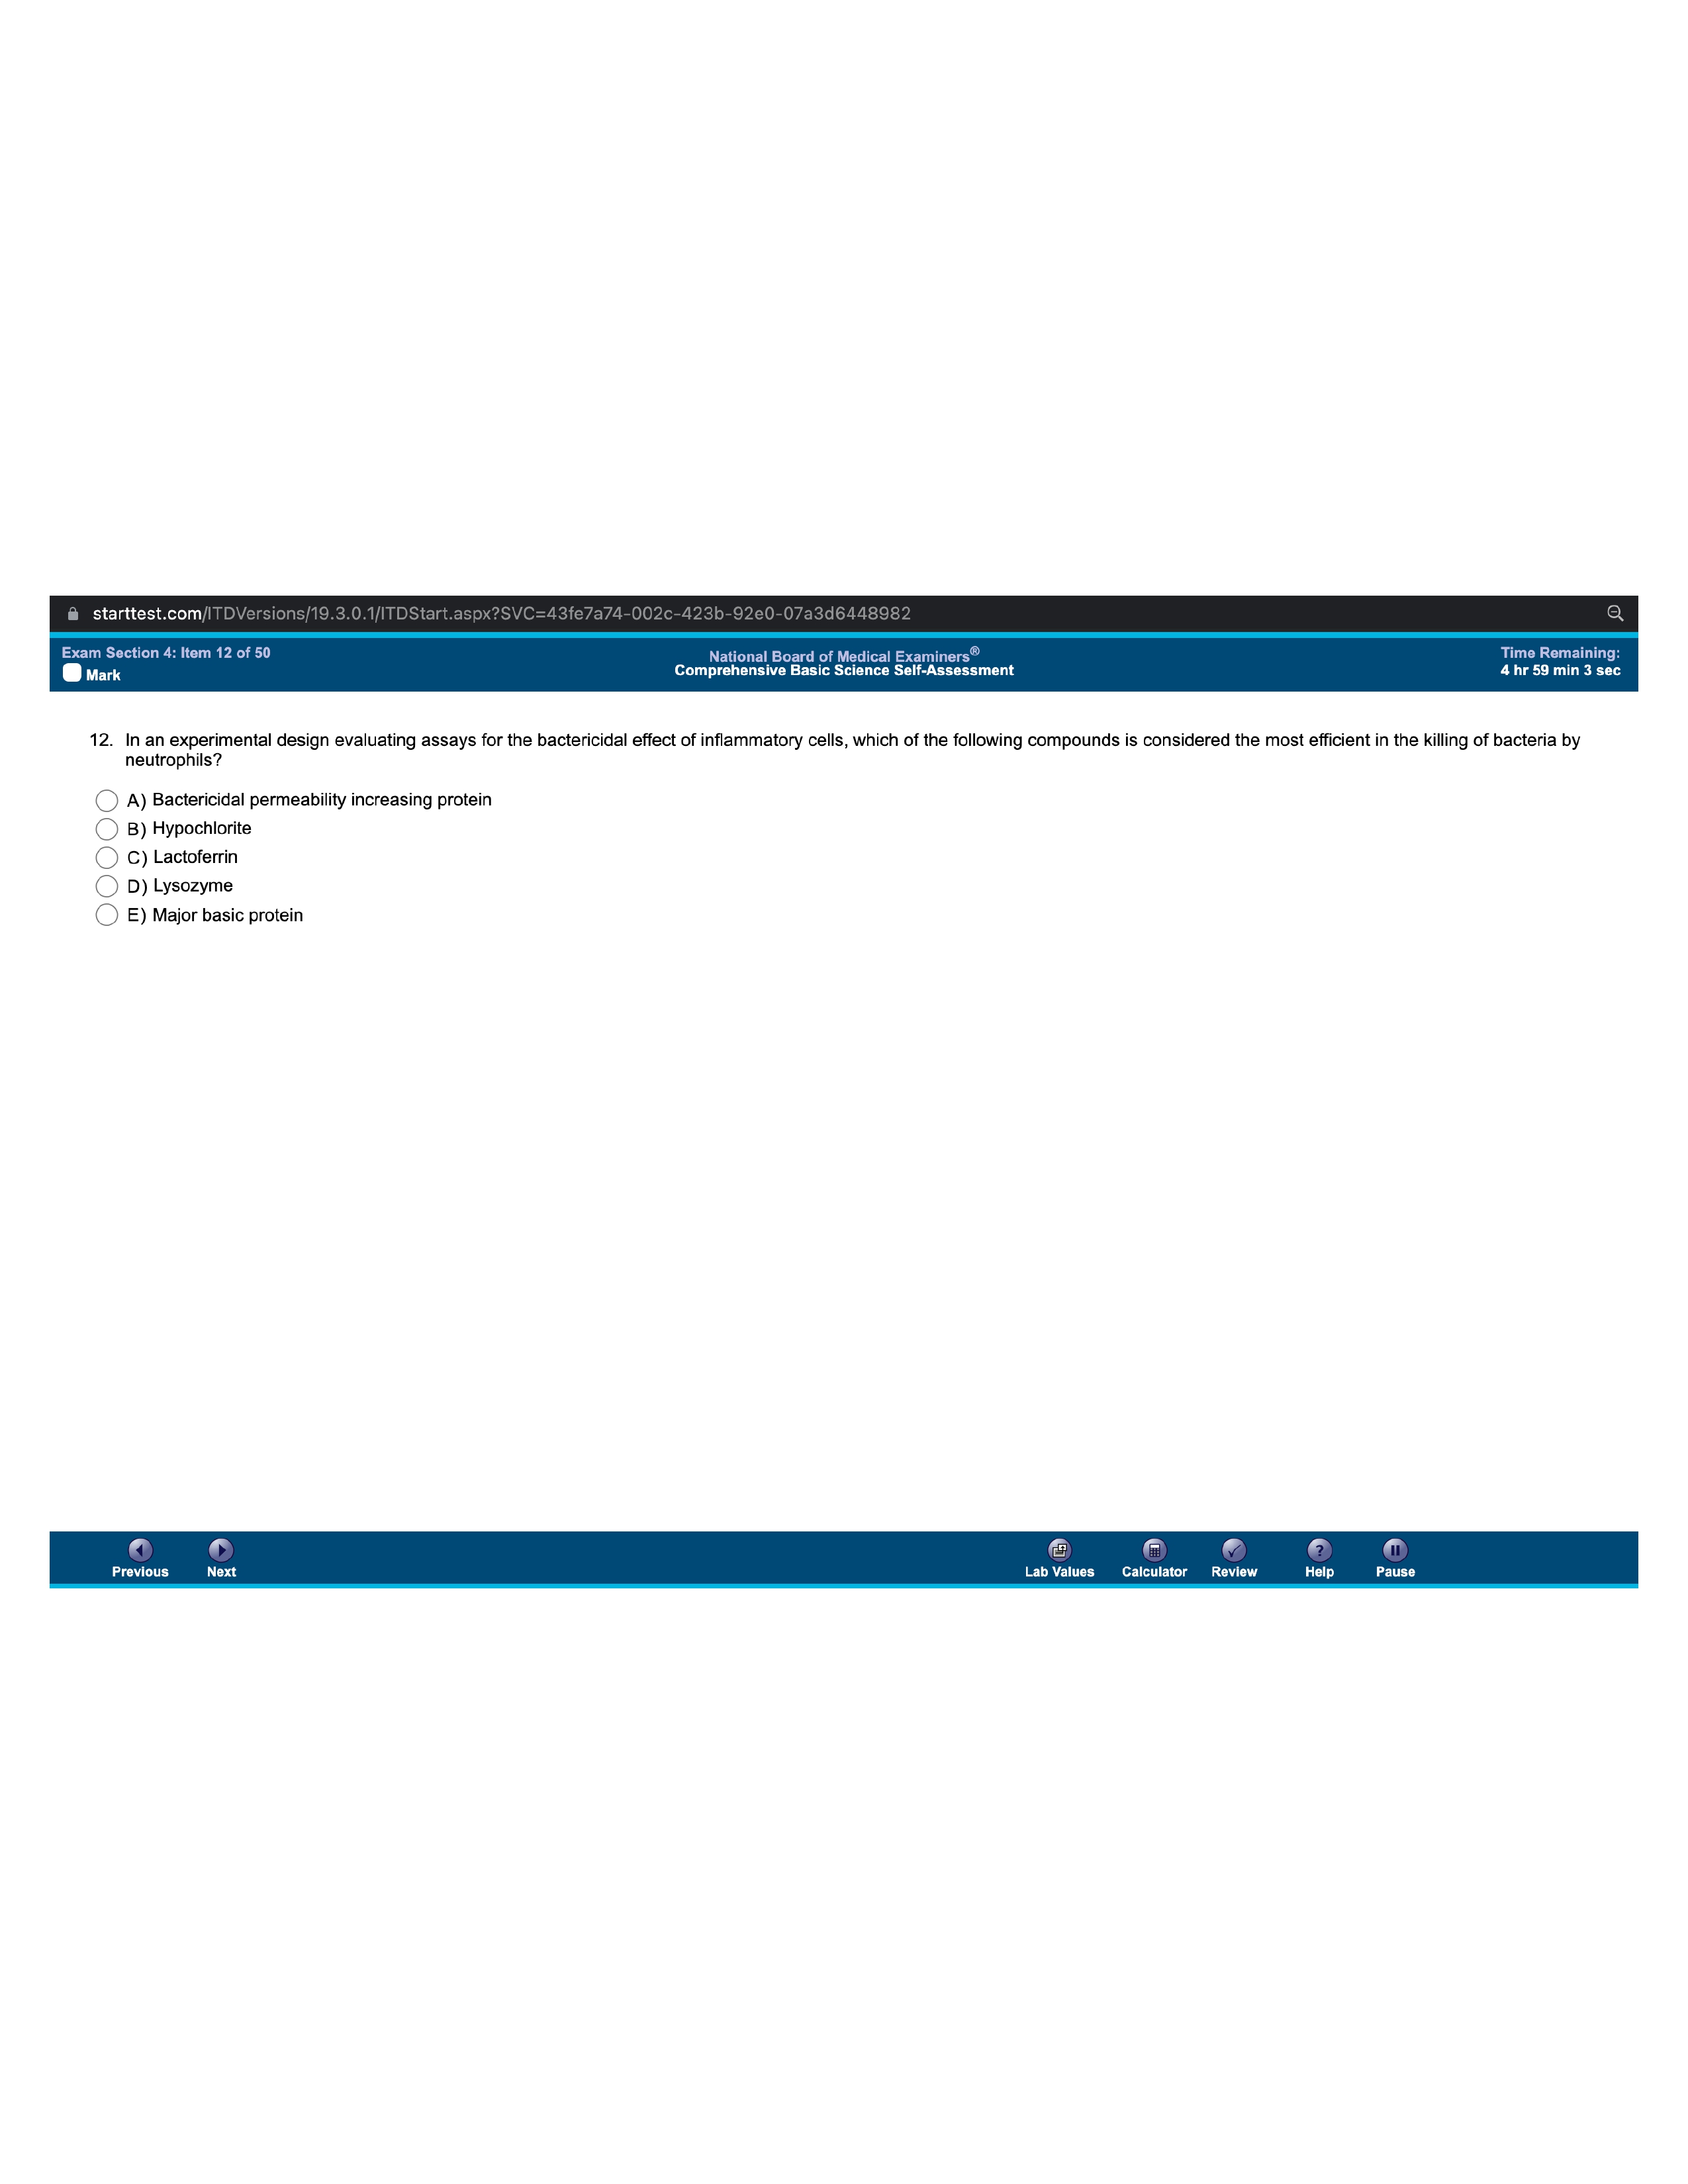 starttest.com/ITDVersions/19.3.0.1/ITDStart.aspx?SVC=43fe7a74-002c-423b-92e0-07a3d6448982
Exam Section 4: Item 12 of 50
Mark
National Board of Medical Examiners®
Comprehensive Basic Science Self-Assessment
Time Remaining:
4 hr 59 min 3 sec
12. In an experimental design evaluating assays for the bactericidal effect of inflammatory cells, which of the following compounds is considered the most efficient in the killing of bacteria by
neutrophils?
A) Bactericidal permeability increasing protein
B) Hypochlorite
C) Lactoferrin
D) Lysozyme
E) Major basic protein
Previous Next Lab Values Calculator Review Help Pause